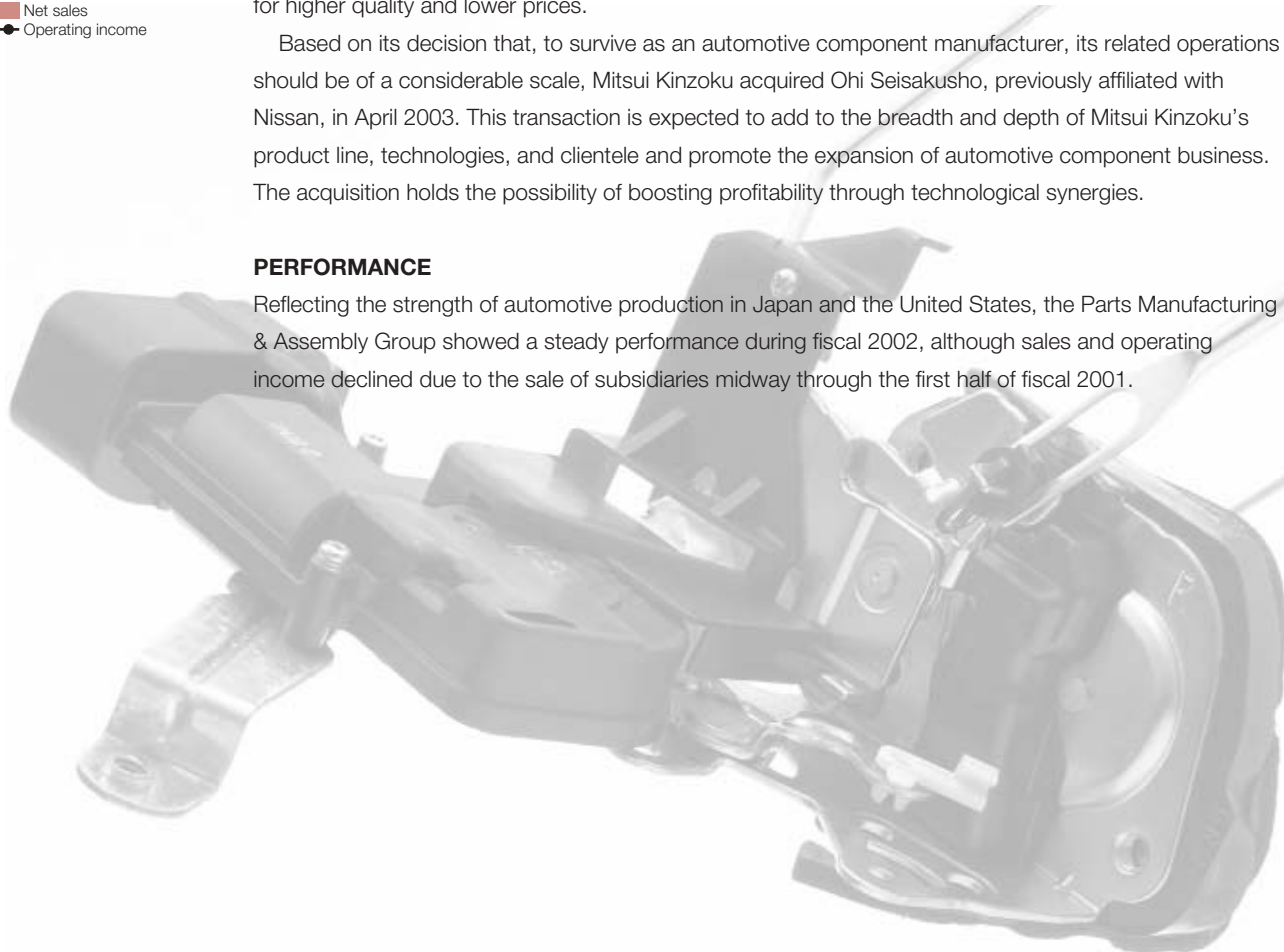 Net sales
Operating income
for higher quality and lower prices.
Based on its decision that, to survive as an automotive component manufacturer, its related operations
should be of a considerable scale, Mitsui Kinzoku acquired Ohi Seisakusho, previously affiliated with
Nissan, in April 2003. This transaction is expected to add to the breadth and depth of Mitsui Kinzoku's
product line, technologies, and clientele and promote the expansion of automotive component business.
The acquisition holds the possibility of boosting profitability through technological synergies.
PERFORMANCE
Reflecting the strength of automotive production in Japan and the United States, the Parts Manufacturing
& Assembly Group showed a steady performance during fiscal 2002, although sales and operating
income declined due to the sale of subsidiaries midway through the first half of fiscal 2001.